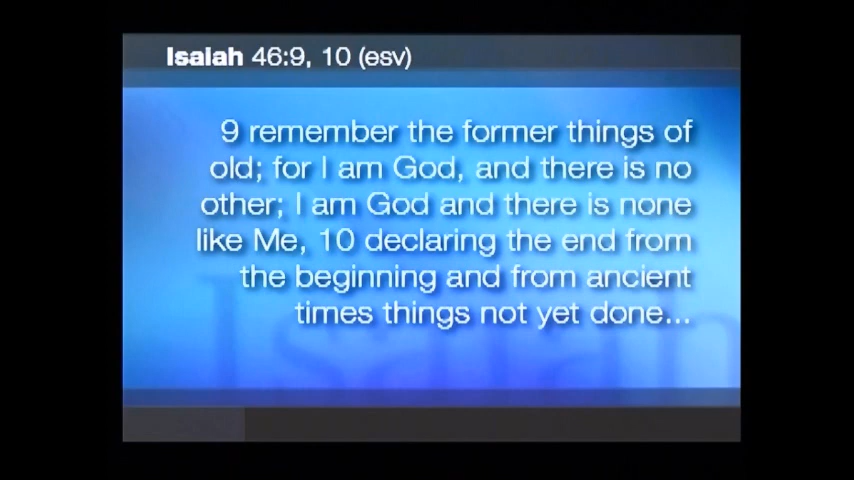 Isaiah 46:9, 10 (esv)
9 remember the former things of
old; for I am God, and there is no
other; I am God and there is none
like Me, 10 declaring the end from
the beginning and from ancient
times things not yet done...
Isaiah